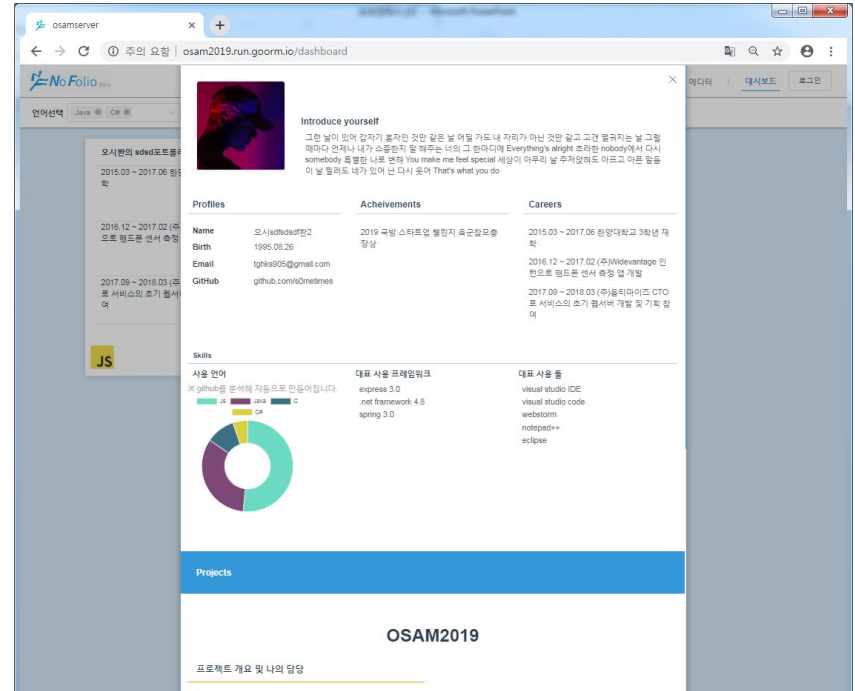 osamserver
주의 요함 | osam2019.run.goorm.io/dashboard
NoFolio beta
에디터 | 대시보드 로그인
언어선택 Java C#
오시환의 sdsd포트폴리
2015.03 ~ 2017.06 한양
학
2016.12 ~ 2017.02 (주
으로 핸드폰 센서 측정
2017.09 ~ 2018.03 (주
로 서비스의 초기 웹서버
여
JS
Introduce yourself
그런 날이 있어 갑자기 혼자인 것만 같은 날 어딜 가도 내 자리가 아닌 것만 같고 고갠 떨궈지는 날 그럴
때마다 언제나 내가 소중한지 말 해주는 너의 그 한마디에 Everything's alright 초라한 nobody에서 다시
somebody 특별한 나로 변해 You make me feel special 세상이 아무리 날 주저앉혀도 아프고 아픈 말들
이 날 찔러도 네가 있어 난 다시 웃어 That's what you do
Profiles
Name 오시sdfsdsdf환2
Birth 1995.08.26
Email tghks905@gmail.com
GitHub github.com/s0metimes
Acheivements
2019 국방 스타트업 챌린지 육군참모총
장상
Careers
2015.03 ~ 2017.06 한양대학교 3학년 재
학
2016.12 ~ 2017.02 (주)Widevantage 인
턴으로 핸드폰 센서 측정 앱 개발
2017.09 ~ 2018.03 (주)옵티마이즈 CTO
로 서비스의 초기 웹서버 개발 및 기획 참
여
Skills
사용 언어
※ github를 분석해 자동으로 만들어집니다.
Js Java C
C#
대표 사용 프레임워크
express 3.0
.net framework 4.8
spring 3.0
대표 사용 툴
visual studio IDE
visual studio code
webstorm
notepad++
eclipse
Projects
OSAM2019
프로젝트 개요 및 나의 담당